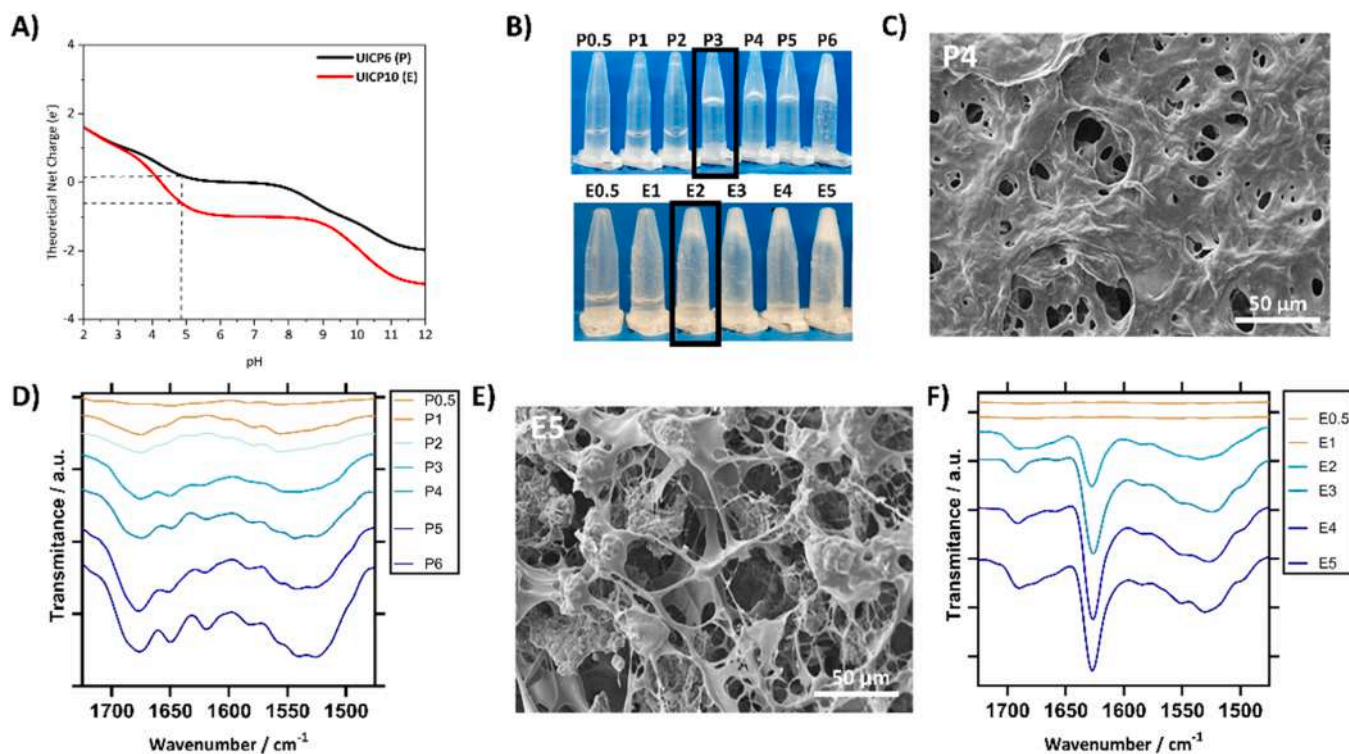 A)
4
2
0
-2
-4
Theoretical Net Charge (e⁻)
UICP6 (P)
UICP10 (E)
2 3 4 5 6 7 8 9 10 11 12
pH
B)
P0.5 P1 P2 P3 P4 P5 P6
E0.5 E1 E2 E3 E4 E5
C)
P4
50 µm
D)
Transmitance / a.u.
P0.5
P1
P2
P3
P4
P5
P6
1700 1650 1600 1550 1500
Wavenumber / cm⁻¹
E)
E5
50 µm
F)
Transmitance / a.u.
E0.5
E1
E2
E3
E4
E5
1700 1650 1600 1550 1500
Wavenumber / cm⁻¹